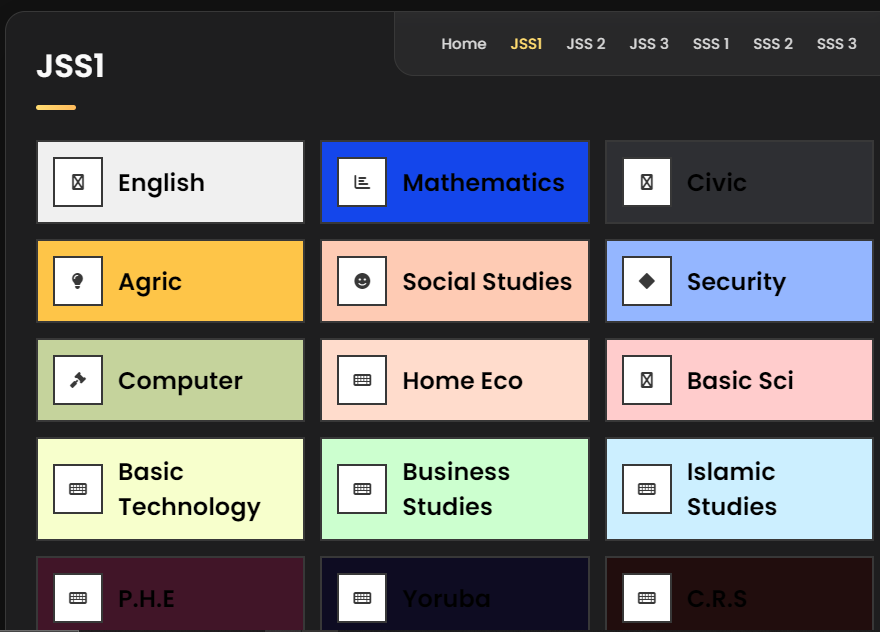 Home JSS1 JSS 2 JSS 3 SSS 1 SSS 2 SSS 3
JSS1
English
Mathematics
Civic
Agric
Social Studies
Security
Computer
Home Eco
Basic Sci
Basic
Technology
Business
Studies
Islamic
Studies
P.H.E
Yoruba
C.R.S